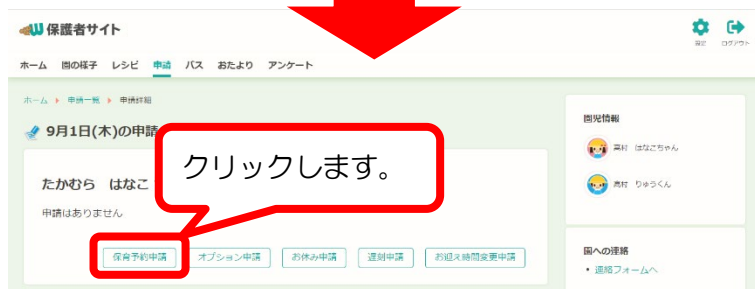 保護者サイト
設定 ログアウト
ホーム 園の様子 レシピ 申請 バス おたより アンケート
ホーム 申請一覧 申請詳細
9月1日(木)の申請
クリックします。
たかむら はなこ
申請はありません
保育予約申請 オプション申請 お休み申請 遅刻申請 お迎え時間変更申請
園児情報
高村 はなこちゃん
高村 りゅうくん
園への連絡
・連絡フォームへ